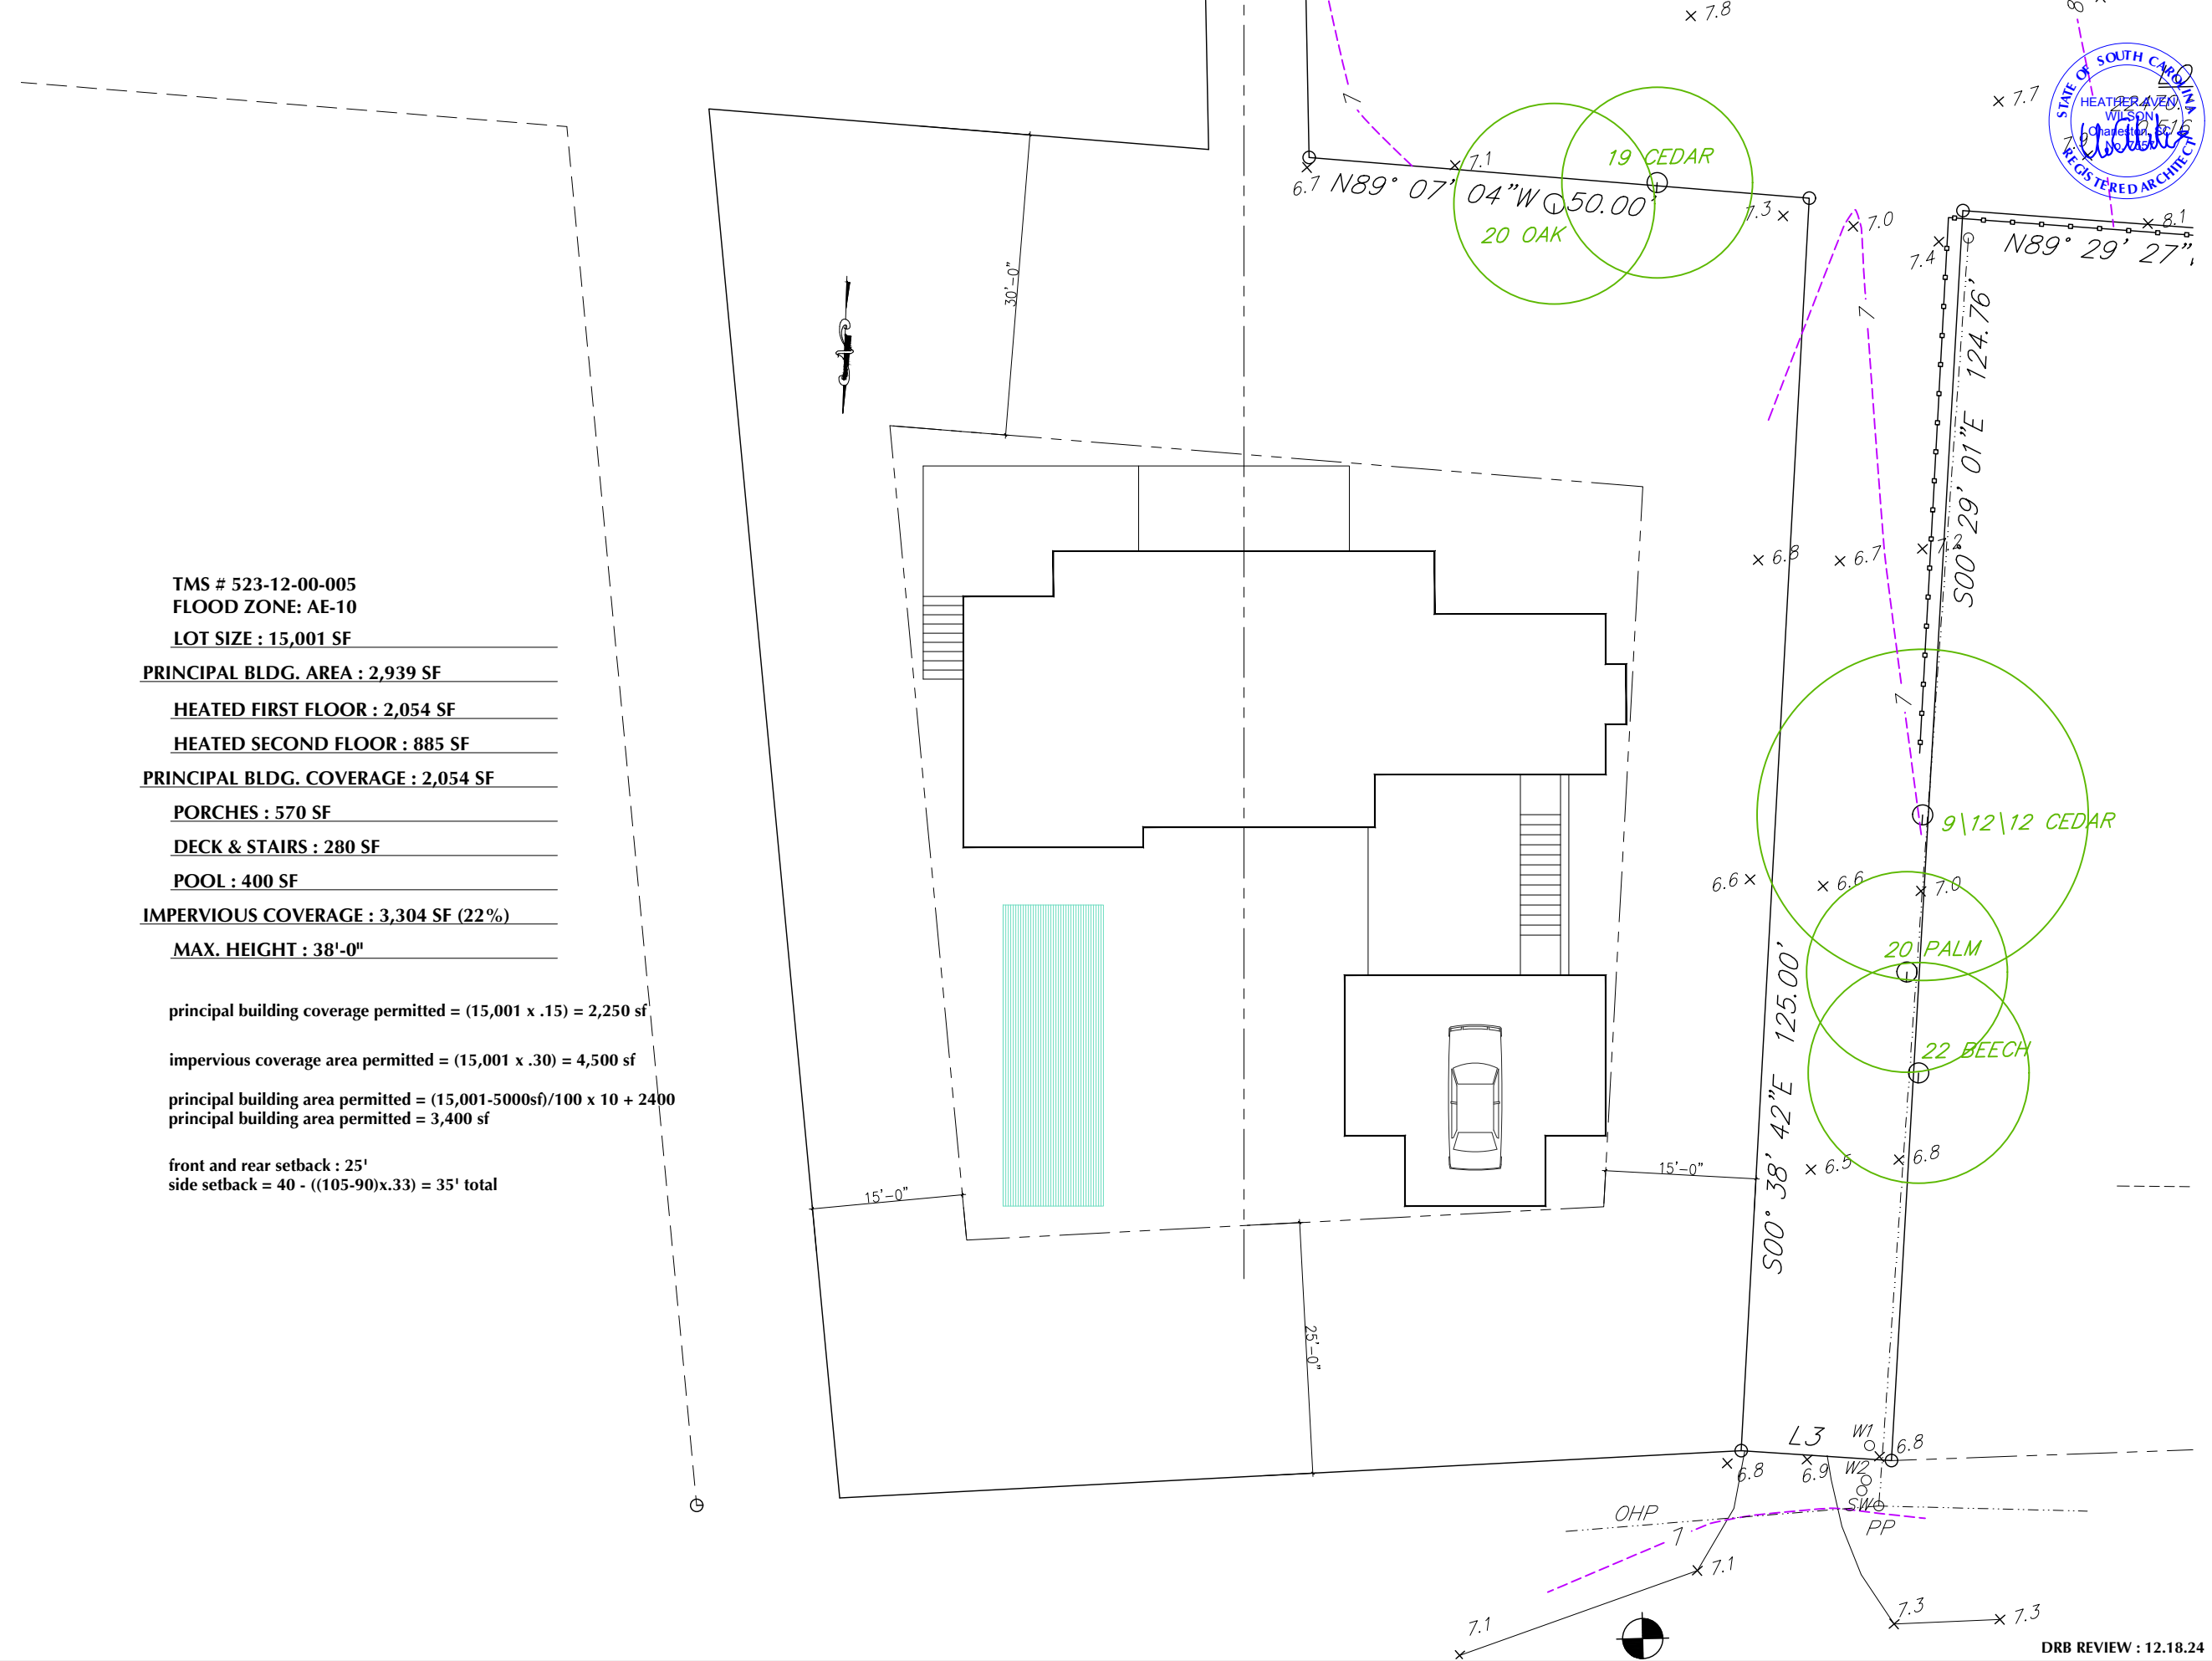 × 7.8
8
× 7.7
STATE OF SOUTH CAROLINA
HEATHER AVEN
WILSON
Charleston, SC
REGISTERED ARCHITECT
7.9
7
× 7.1
19 CEDAR
6.7
N89° 07' 04"W 50.00'
20 OAK
7.3 ×
× 7.0
× 8.1
7.4
N89° 29' 27"
30'-0"
7
S00° 29' 01"E 124.76'
× 6.8
× 6.7
× 7.2
TMS # 523-12-00-005
FLOOD ZONE: AE-10
LOT SIZE : 15,001 SF
PRINCIPAL BLDG. AREA : 2,939 SF
HEATED FIRST FLOOR : 2,054 SF
HEATED SECOND FLOOR : 885 SF
PRINCIPAL BLDG. COVERAGE : 2,054 SF
PORCHES : 570 SF
DECK & STAIRS : 280 SF
POOL : 400 SF
IMPERVIOUS COVERAGE : 3,304 SF (22%)
MAX. HEIGHT : 38'-0"
principal building coverage permitted = (15,001 x .15) = 2,250 sf
impervious coverage area permitted = (15,001 x .30) = 4,500 sf
principal building area permitted = (15,001-5000sf)/100 x 10 + 2400
principal building area permitted = 3,400 sf
front and rear setback : 25'
side setback = 40 - ((105-90)x.33) = 35' total
7
9\12\12 CEDAR
6.6 ×
× 6.6
× 7.0
20 PALM
22 BEECH
S00° 38' 42"E 125.00'
× 6.5
× 6.8
15'-0"
15'-0"
25'-0"
L3
W1
6.8
6.8
6.9
W2
SW
OHP
PP
7
7.1
7.1
7.3
× 7.3
DRB REVIEW : 12.18.24